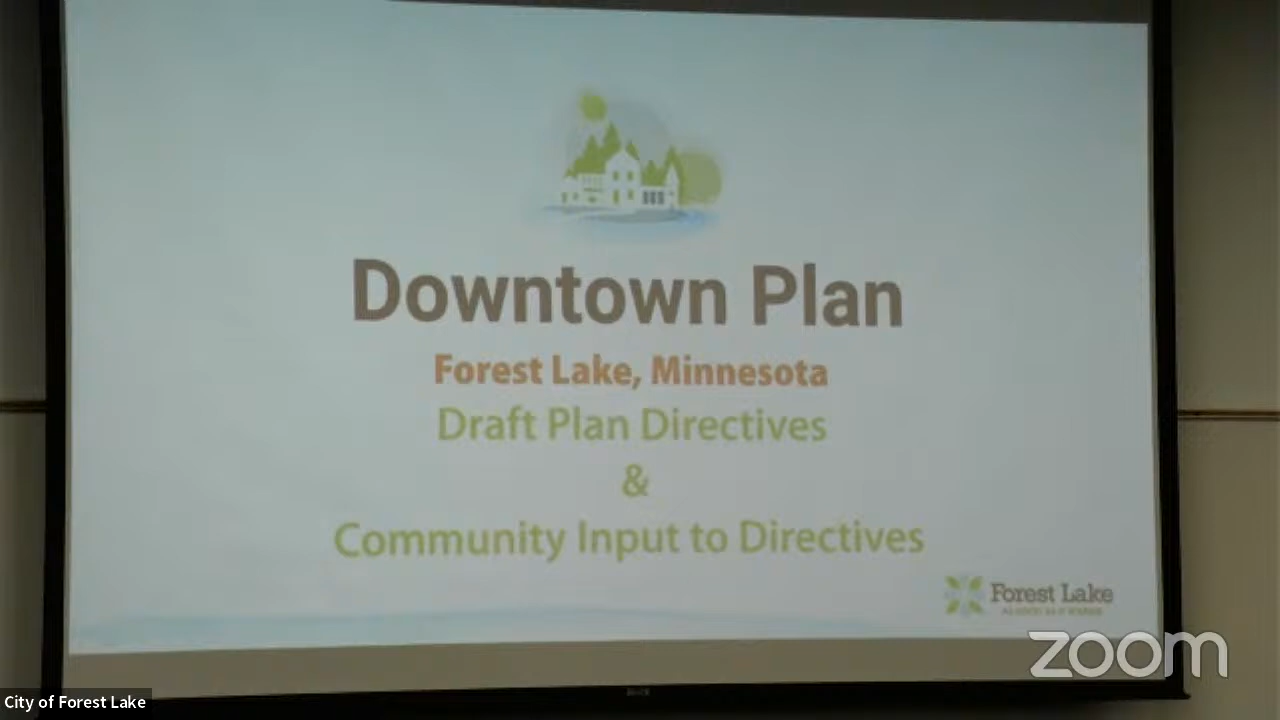 Downtown Plan
Forest Lake, Minnesota
Draft Plan Directives
&
Community Input to Directives
Forest Lake
zoom
City of Forest Lake